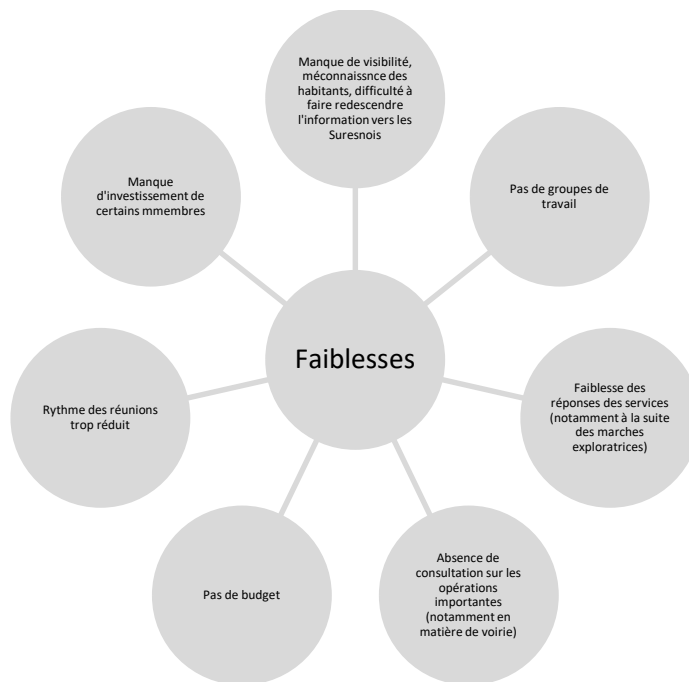 Manque de visibilité,
méconnaissnce des
habitants, difficulté à
faire redescendre
l'information vers les
Suresnois
Manque
d'investissement de
certains mmembres
Pas de groupes de
travail
Faiblesses
Rythme des réunions
trop réduit
Faiblesse des
réponses des services
(notamment à la suite
des marches
exploratrices)
Pas de budget
Absence de
consultation sur les
opérations
importantes
(notamment en
matière de voirie)